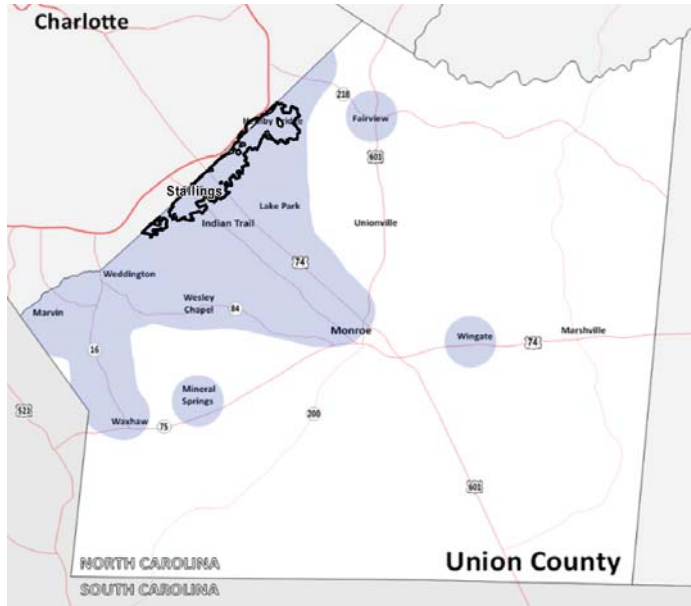 Charlotte
218
Fairview
601
Stallings
Lake Park
Indian Trail
Unionville
74
Weddington
Wesley
Chapel
84
Marvin
Monroe
Wingate
74
Marshville
16
Mineral
Springs
521
Waxhaw
75
200
601
NORTH CAROLINA
SOUTH CAROLINA
Union County